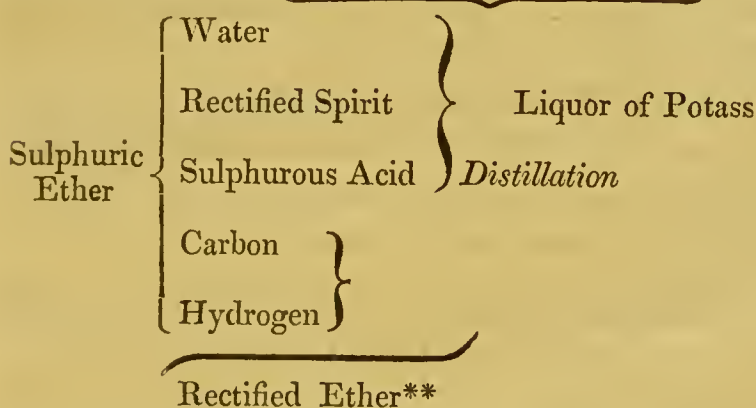 Water
Rectified Spirit Liquor of Potass
Sulphuric Ether Sulphurous Acid Distillation
Carbon
Hydrogen
Rectified Ether**